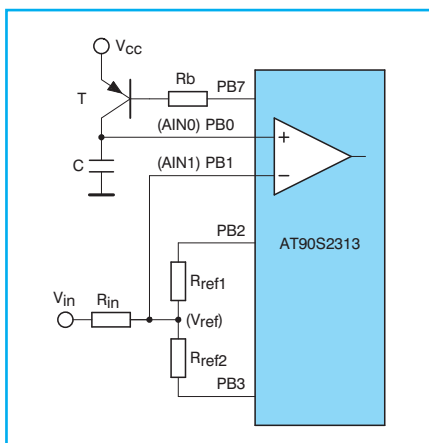 VCC
Rb
PB7
T
(AIN0) PB0
+
C
(AIN1) PB1
–
PB2
AT90S2313
Rref1
Vin
Rin
(Vref)
Rref2
PB3